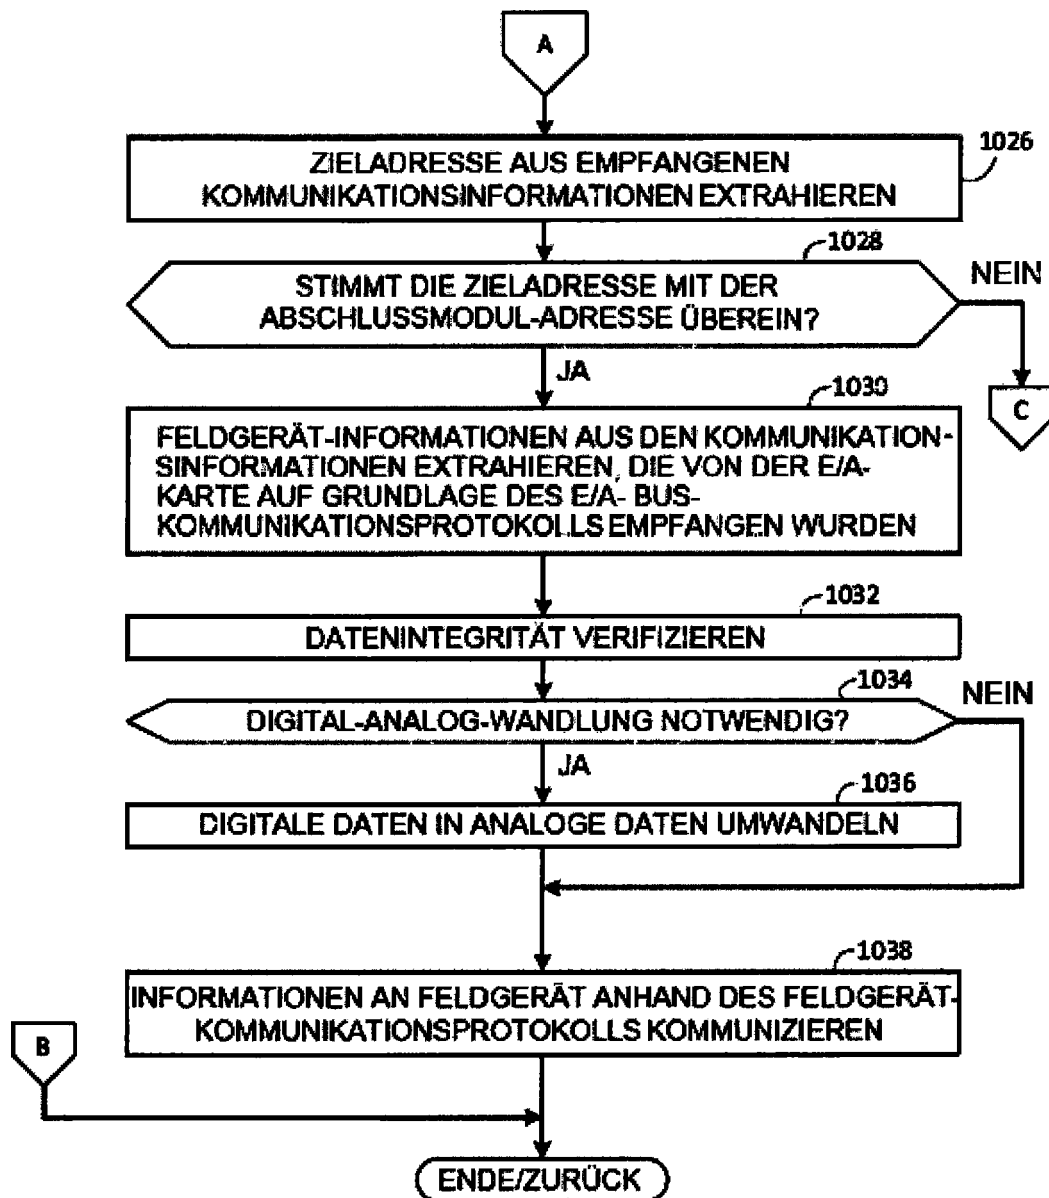 A
1026
ZIELADRESSE AUS EMPFANGENEN
KOMMUNIKATIONSINFORMATIONEN EXTRAHIEREN
1028
STIMMT DIE ZIELADRESSE MIT DER
ABSCHLUSSMODUL-ADRESSE ÜBEREIN?
NEIN
JA
C
1030
FELDGERÄT-INFORMATIONEN AUS DEN KOMMUNIKATION-
SINFORMATIONEN EXTRAHIEREN, DIE VON DER E/A-
KARTE AUF GRUNDLAGE DES E/A- BUS-
KOMMUNIKATIONSPROTOKOLLS EMPFANGEN WURDEN
1032
DATENINTEGRITÄT VERIFIZIEREN
1034
DIGITAL-ANALOG-WANDLUNG NOTWENDIG?
NEIN
JA
1036
DIGITALE DATEN IN ANALOGE DATEN UMWANDELN
1038
INFORMATIONEN AN FELDGERÄT ANHAND DES FELDGERÄT-
KOMMUNIKATIONSPROTOKOLLS KOMMUNIZIEREN
B
ENDE/ZURÜCK